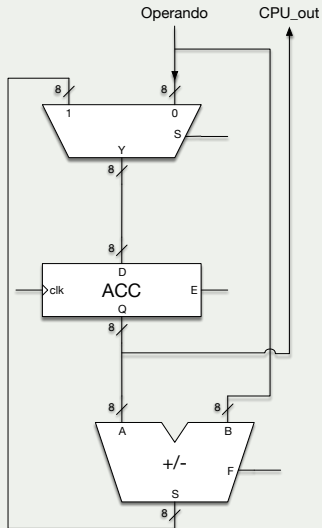 Operando CPU_out
8 8
1 0
S
Y
8
8
D
clk ACC E
Q
8
8 8
A B
+/-
F
S
8